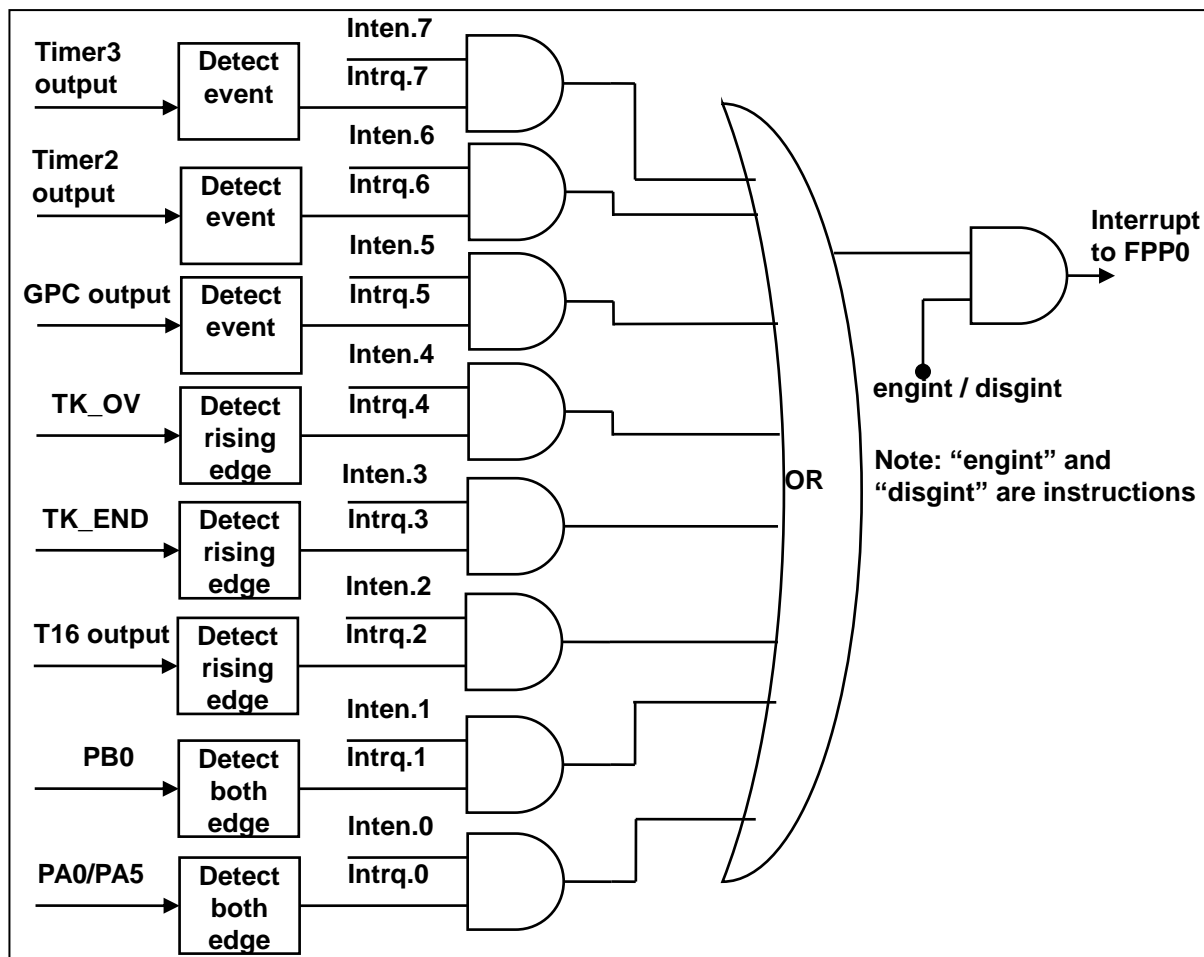 Timer3
output
Detect
event
Inten.7
Intrq.7
Timer2
output
Detect
event
Inten.6
Intrq.6
GPC output
Detect
event
Inten.5
Intrq.5
TK_OV
Detect
rising
edge
Inten.4
Intrq.4
TK_END
Detect
rising
edge
Inten.3
Intrq.3
T16 output
Detect
rising
edge
Inten.2
Intrq.2
PB0
Detect
both
edge
Inten.1
Intrq.1
PA0/PA5
Detect
both
edge
Inten.0
Intrq.0
OR
Interrupt
to FPP0
engint / disgint
Note: “engint” and
“disgint” are instructions